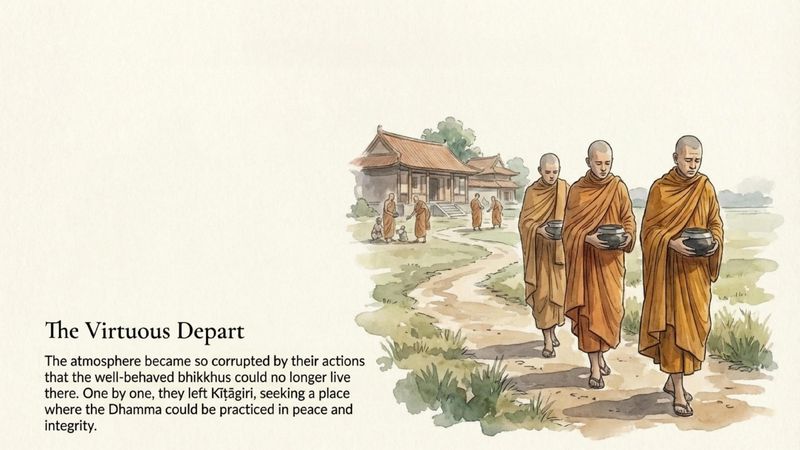 The Virtuous Depart
The atmosphere became so corrupted by their actions
that the well-behaved bhikkhus could no longer live
there. One by one, they left Kīṭāgiri, seeking a place
where the Dhamma could be practiced in peace and
integrity.